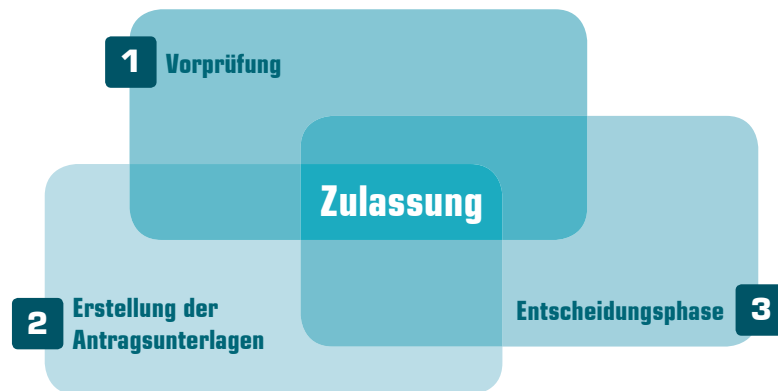 1 Vorprüfung
Zulassung
2 Erstellung der
Antragsunterlagen
Entscheidungsphase 3